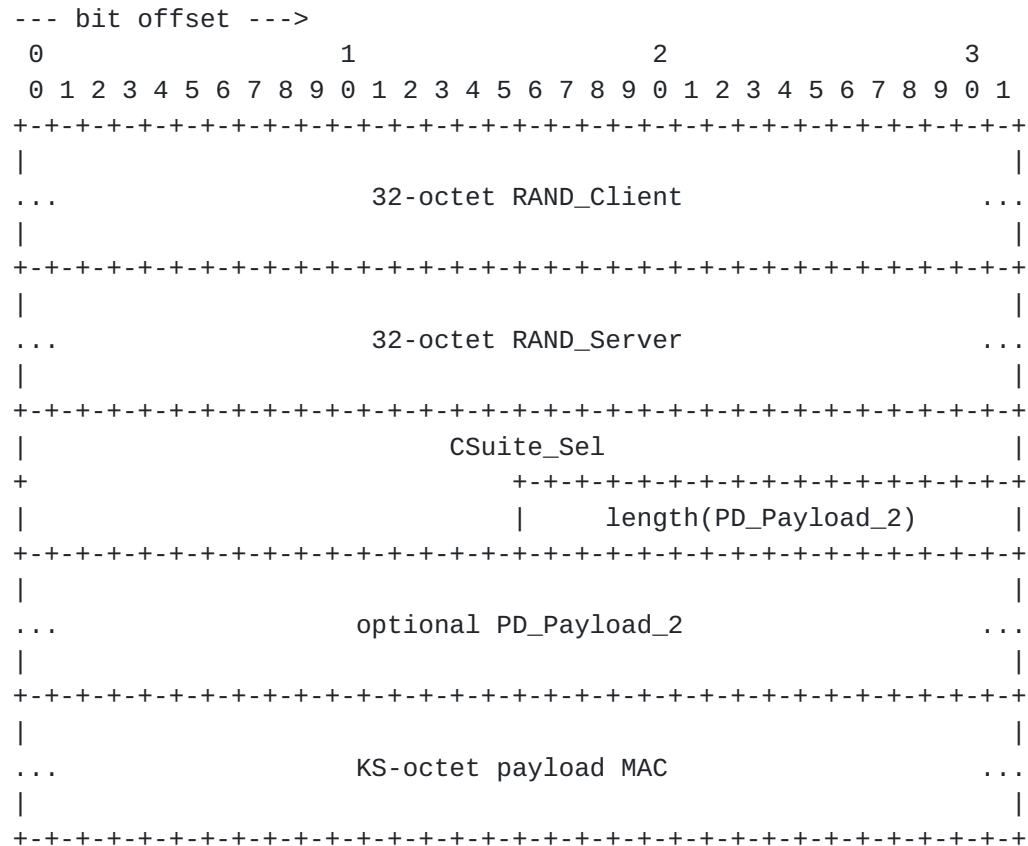 --- bit offset --->
 0                   1                   2                   3
 0 1 2 3 4 5 6 7 8 9 0 1 2 3 4 5 6 7 8 9 0 1 2 3 4 5 6 7 8 9 0 1
+-+-+-+-+-+-+-+-+-+-+-+-+-+-+-+-+-+-+-+-+-+-+-+-+-+-+-+-+-+-+-+-+
|                                                               |
...                    32-octet RAND_Client                   ...
|                                                               |
+-+-+-+-+-+-+-+-+-+-+-+-+-+-+-+-+-+-+-+-+-+-+-+-+-+-+-+-+-+-+-+-+
|                                                               |
...                    32-octet RAND_Server                   ...
|                                                               |
+-+-+-+-+-+-+-+-+-+-+-+-+-+-+-+-+-+-+-+-+-+-+-+-+-+-+-+-+-+-+-+-+
|                           CSuite_Sel                          |
+                               +-+-+-+-+-+-+-+-+-+-+-+-+-+-+-+-+
|                               |     length(PD_Payload_2)      |
+-+-+-+-+-+-+-+-+-+-+-+-+-+-+-+-+-+-+-+-+-+-+-+-+-+-+-+-+-+-+-+-+
|                                                               |
...                   optional PD_Payload_2                   ...
|                                                               |
+-+-+-+-+-+-+-+-+-+-+-+-+-+-+-+-+-+-+-+-+-+-+-+-+-+-+-+-+-+-+-+-+
|                                                               |
...                   KS-octet payload MAC                    ...
|                                                               |
+-+-+-+-+-+-+-+-+-+-+-+-+-+-+-+-+-+-+-+-+-+-+-+-+-+-+-+-+-+-+-+-+